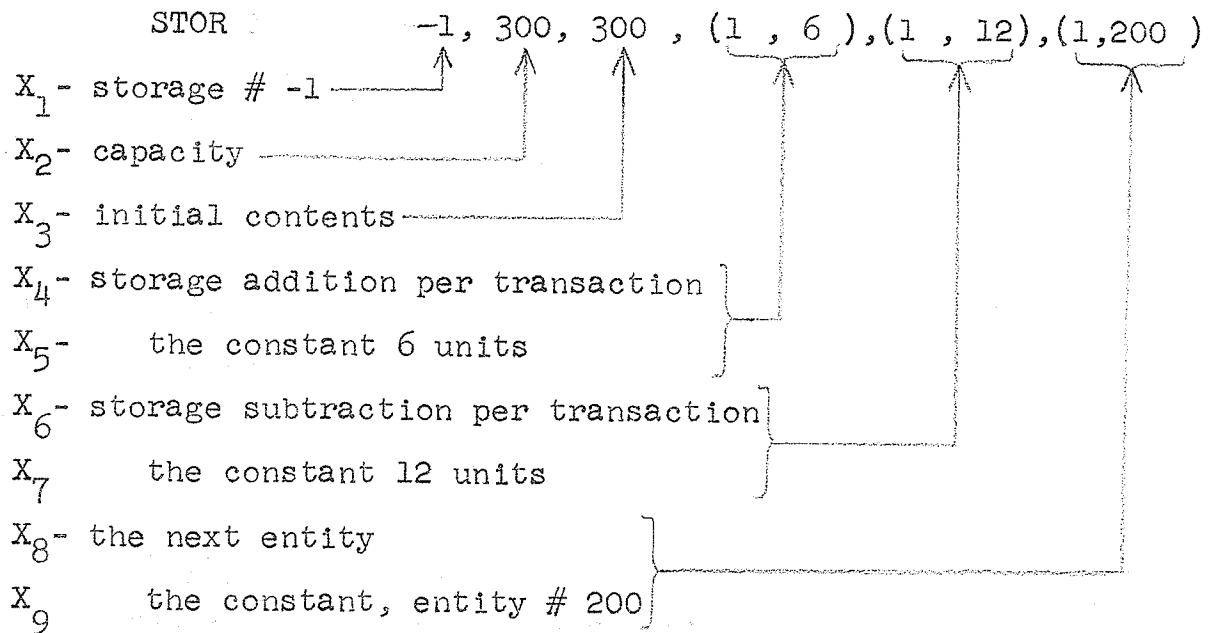 STOR -1, 300, 300 , (1 , 6 ),(1 , 12),(1,200 )
X1- storage # -1
X2- capacity
X3- initial contents
X4- storage addition per transaction
X5- the constant 6 units
X6- storage subtraction per transaction
X7 the constant 12 units
X8- the next entity
X9 the constant, entity # 200